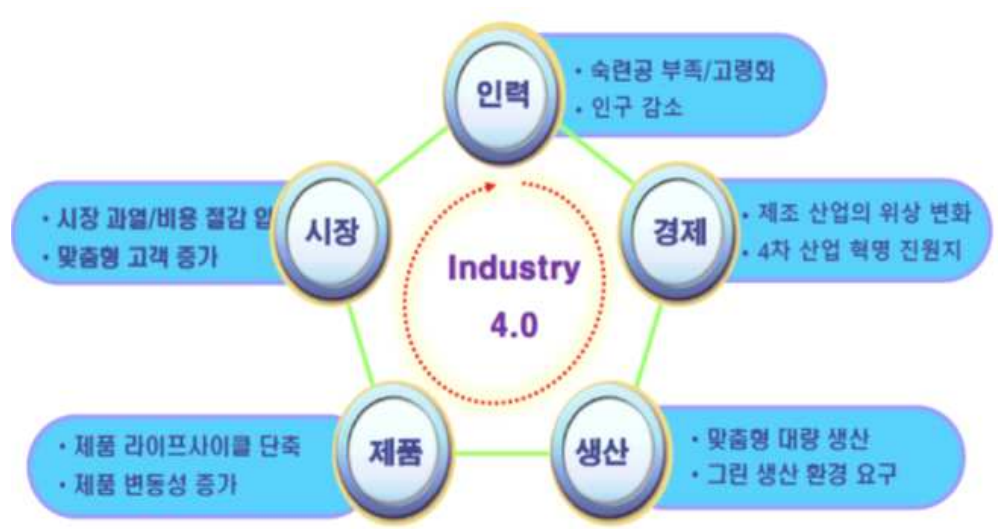 인력
· 숙련공 부족/고령화
· 인구 감소
시장
· 시장 과열/비용 절감
· 맞춤형 고객 증가
경제
· 제조 산업의 위상 변화
· 4차 산업 혁명 진원지
Industry
4.0
제품
· 제품 라이프사이클 단축
· 제품 변동성 증가
생산
· 맞춤형 대량 생산
· 그린 생산 환경 요구